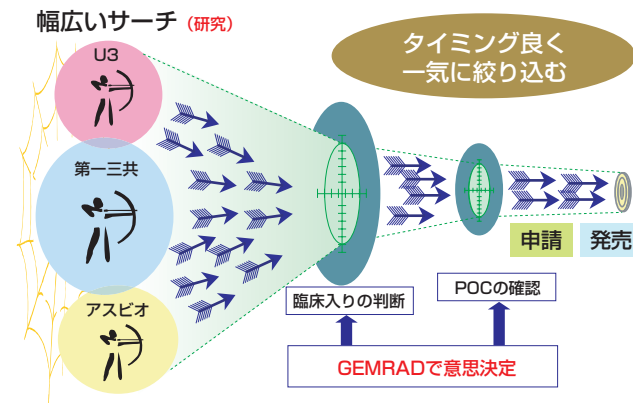 幅広いサーチ（研究）
タイミング良く
一気に絞り込む
U3
第一三共
アスビオ
申請
発売
臨床入りの判断
POCの確認
GEMRADで意思決定